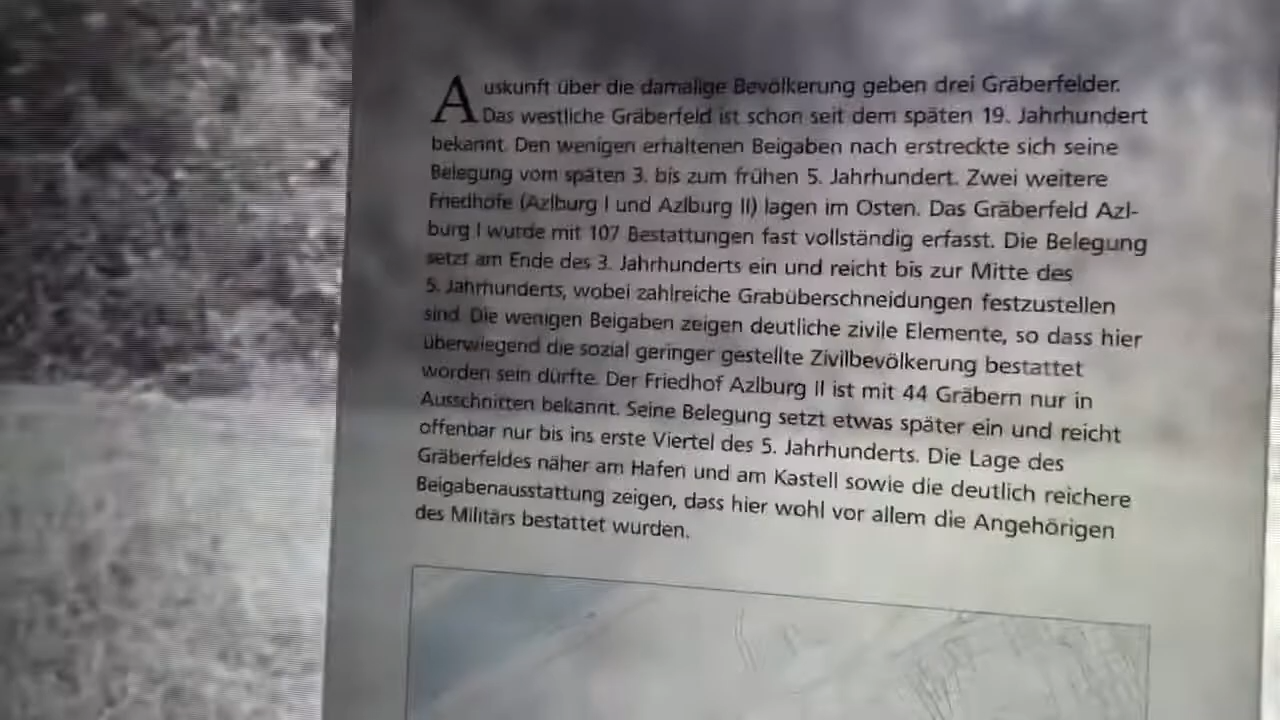 Auskunft über die damalige Bevölkerung geben drei Gräberfelder.
Das westliche Gräberfeld ist schon seit dem späten 19. Jahrhundert
bekannt. Den wenigen erhaltenen Beigaben nach erstreckte sich seine
Belegung vom späten 3. bis zum frühen 5. Jahrhundert. Zwei weitere
Friedhöfe (Azlburg I und Azlburg II) lagen im Osten. Das Gräberfeld Azl-
burg I wurde mit 107 Bestattungen fast vollständig erfasst. Die Belegung
setzt am Ende des 3. Jahrhunderts ein und reicht bis zur Mitte des
5. Jahrhunderts, wobei zahlreiche Grabüberschneidungen festzustellen
sind. Die wenigen Beigaben zeigen deutliche zivile Elemente, so dass hier
überwiegend die sozial geringer gestellte Zivilbevölkerung bestattet
worden sein dürfte. Der Friedhof Azlburg II ist mit 44 Gräbern nur in
Ausschnitten bekannt. Seine Belegung setzt etwas später ein und reicht
offenbar nur bis ins erste Viertel des 5. Jahrhunderts. Die Lage des
Gräberfeldes näher am Hafen und am Kastell sowie die deutlich reichere
Beigabenausstattung zeigen, dass hier wohl vor allem die Angehörigen
des Militärs bestattet wurden.